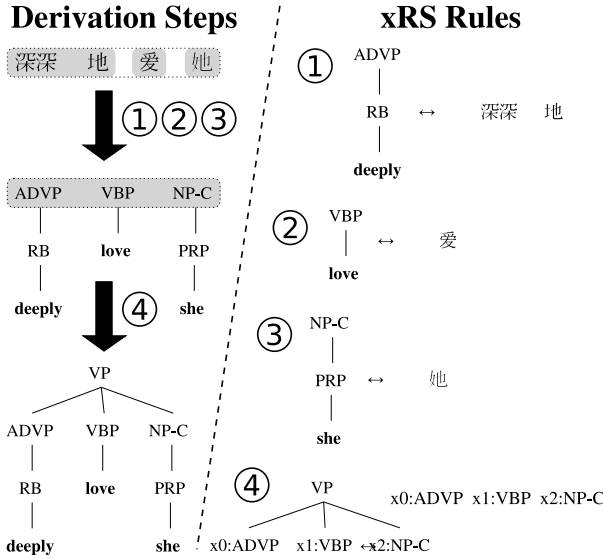 Derivation Steps
深深 地 爱 她
① ② ③
ADVP VBP NP-C
RB love PRP
deeply she
④
VP
ADVP VBP NP-C
RB love PRP
deeply she
xRS Rules
①
ADVP
RB ↔ 深深 地
deeply
②
VBP
↔ 爱
love
③
NP-C
PRP ↔ 她
she
④
VP
x0:ADVP x1:VBP x2:NP-C
x0:ADVP x1:VBP ↔ x2:NP-C